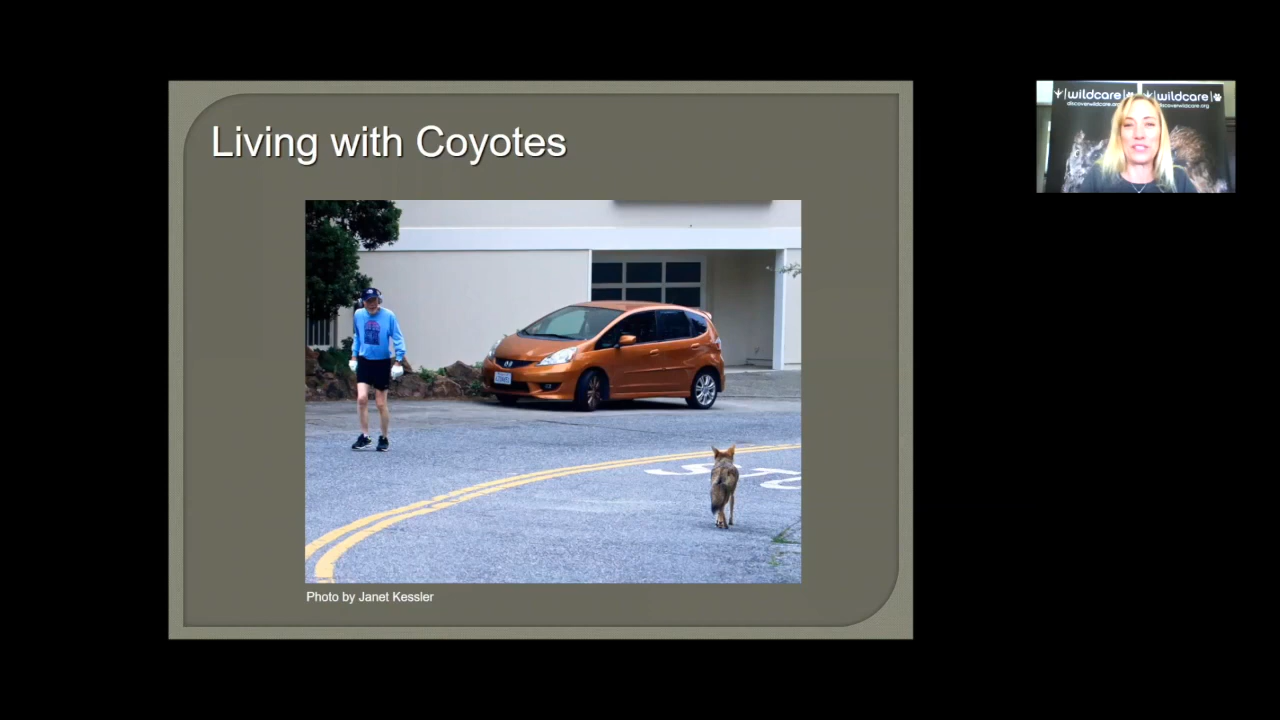 Living with Coyotes
Photo by Janet Kessler
wildcare
discoverwildcare.org
wildcare
discoverwildcare.org